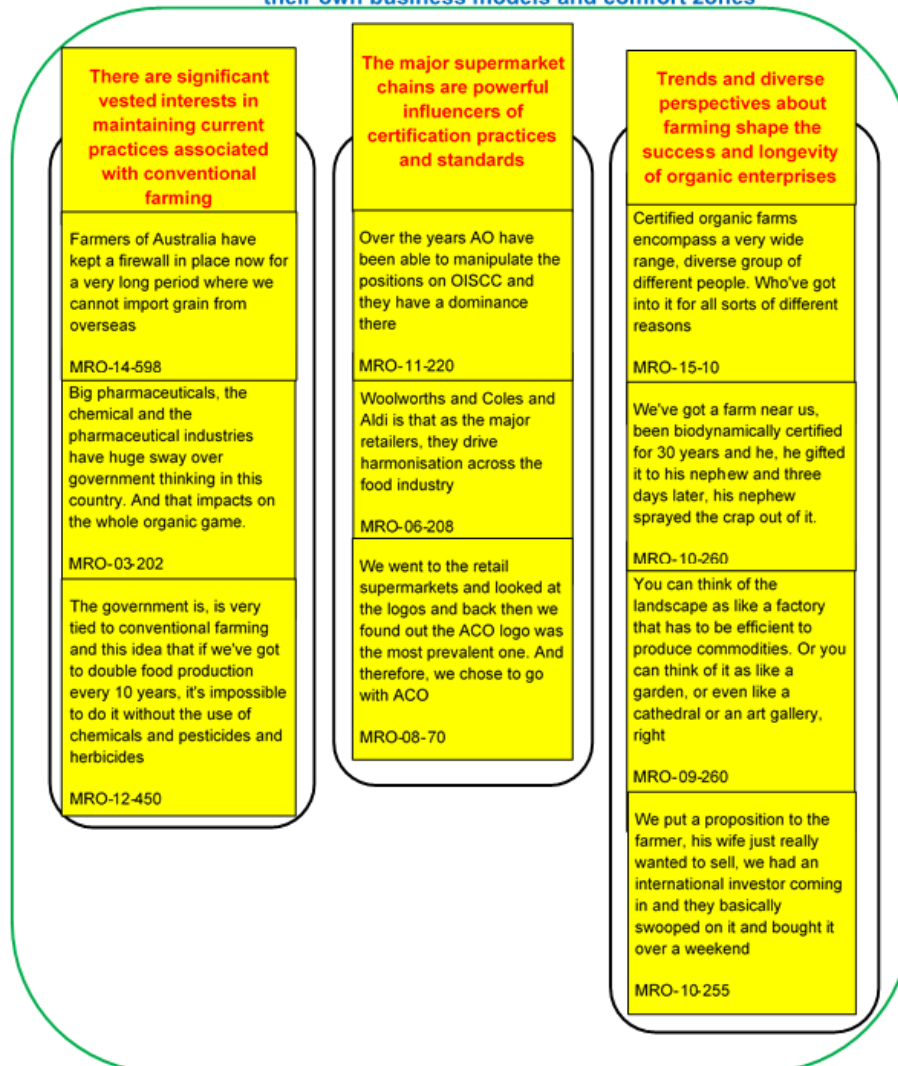 their own business models and comfort zones
There are significant
vested interests in
maintaining current
practices associated
with conventional
farming
Farmers of Australia have
kept a firewall in place now for
a very long period where we
cannot import grain from
overseas
MRO-14-598
Big pharmaceuticals, the
chemical and the
pharmaceutical industries
have huge sway over
government thinking in this
country. And that impacts on
the whole organic game.
MRO-03-202
The government is, is very
tied to conventional farming
and this idea that if we've got
to double food production
every 10 years, it's impossible
to do it without the use of
chemicals and pesticides and
herbicides
MRO-12-450
The major supermarket
chains are powerful
influencers of
certification practices
and standards
Over the years AO have
been able to manipulate the
positions on OISCC and
they have a dominance
there
MRO-11-220
Woolworths and Coles and
Aldi is that as the major
retailers, they drive
harmonisation across the
food industry
MRO-06-208
We went to the retail
supermarkets and looked at
the logos and back then we
found out the ACO logo was
the most prevalent one. And
therefore, we chose to go
with ACO
MRO-08-70
Trends and diverse
perspectives about
farming shape the
success and longevity
of organic enterprises
Certified organic farms
encompass a very wide
range, diverse group of
different people. Who've got
into it for all sorts of different
reasons
MRO-15-10
We've got a farm near us,
been biodynamically certified
for 30 years and he, he gifted
it to his nephew and three
days later, his nephew
sprayed the crap out of it.
MRO-10-260
You can think of the
landscape as like a factory
that has to be efficient to
produce commodities. Or you
can think of it as like a
garden, or even like a
cathedral or an art gallery,
right
MRO-09-260
We put a proposition to the
farmer, his wife just really
wanted to sell, we had an
international investor coming
in and they basically
swooped on it and bought it
over a weekend
MRO-10-255